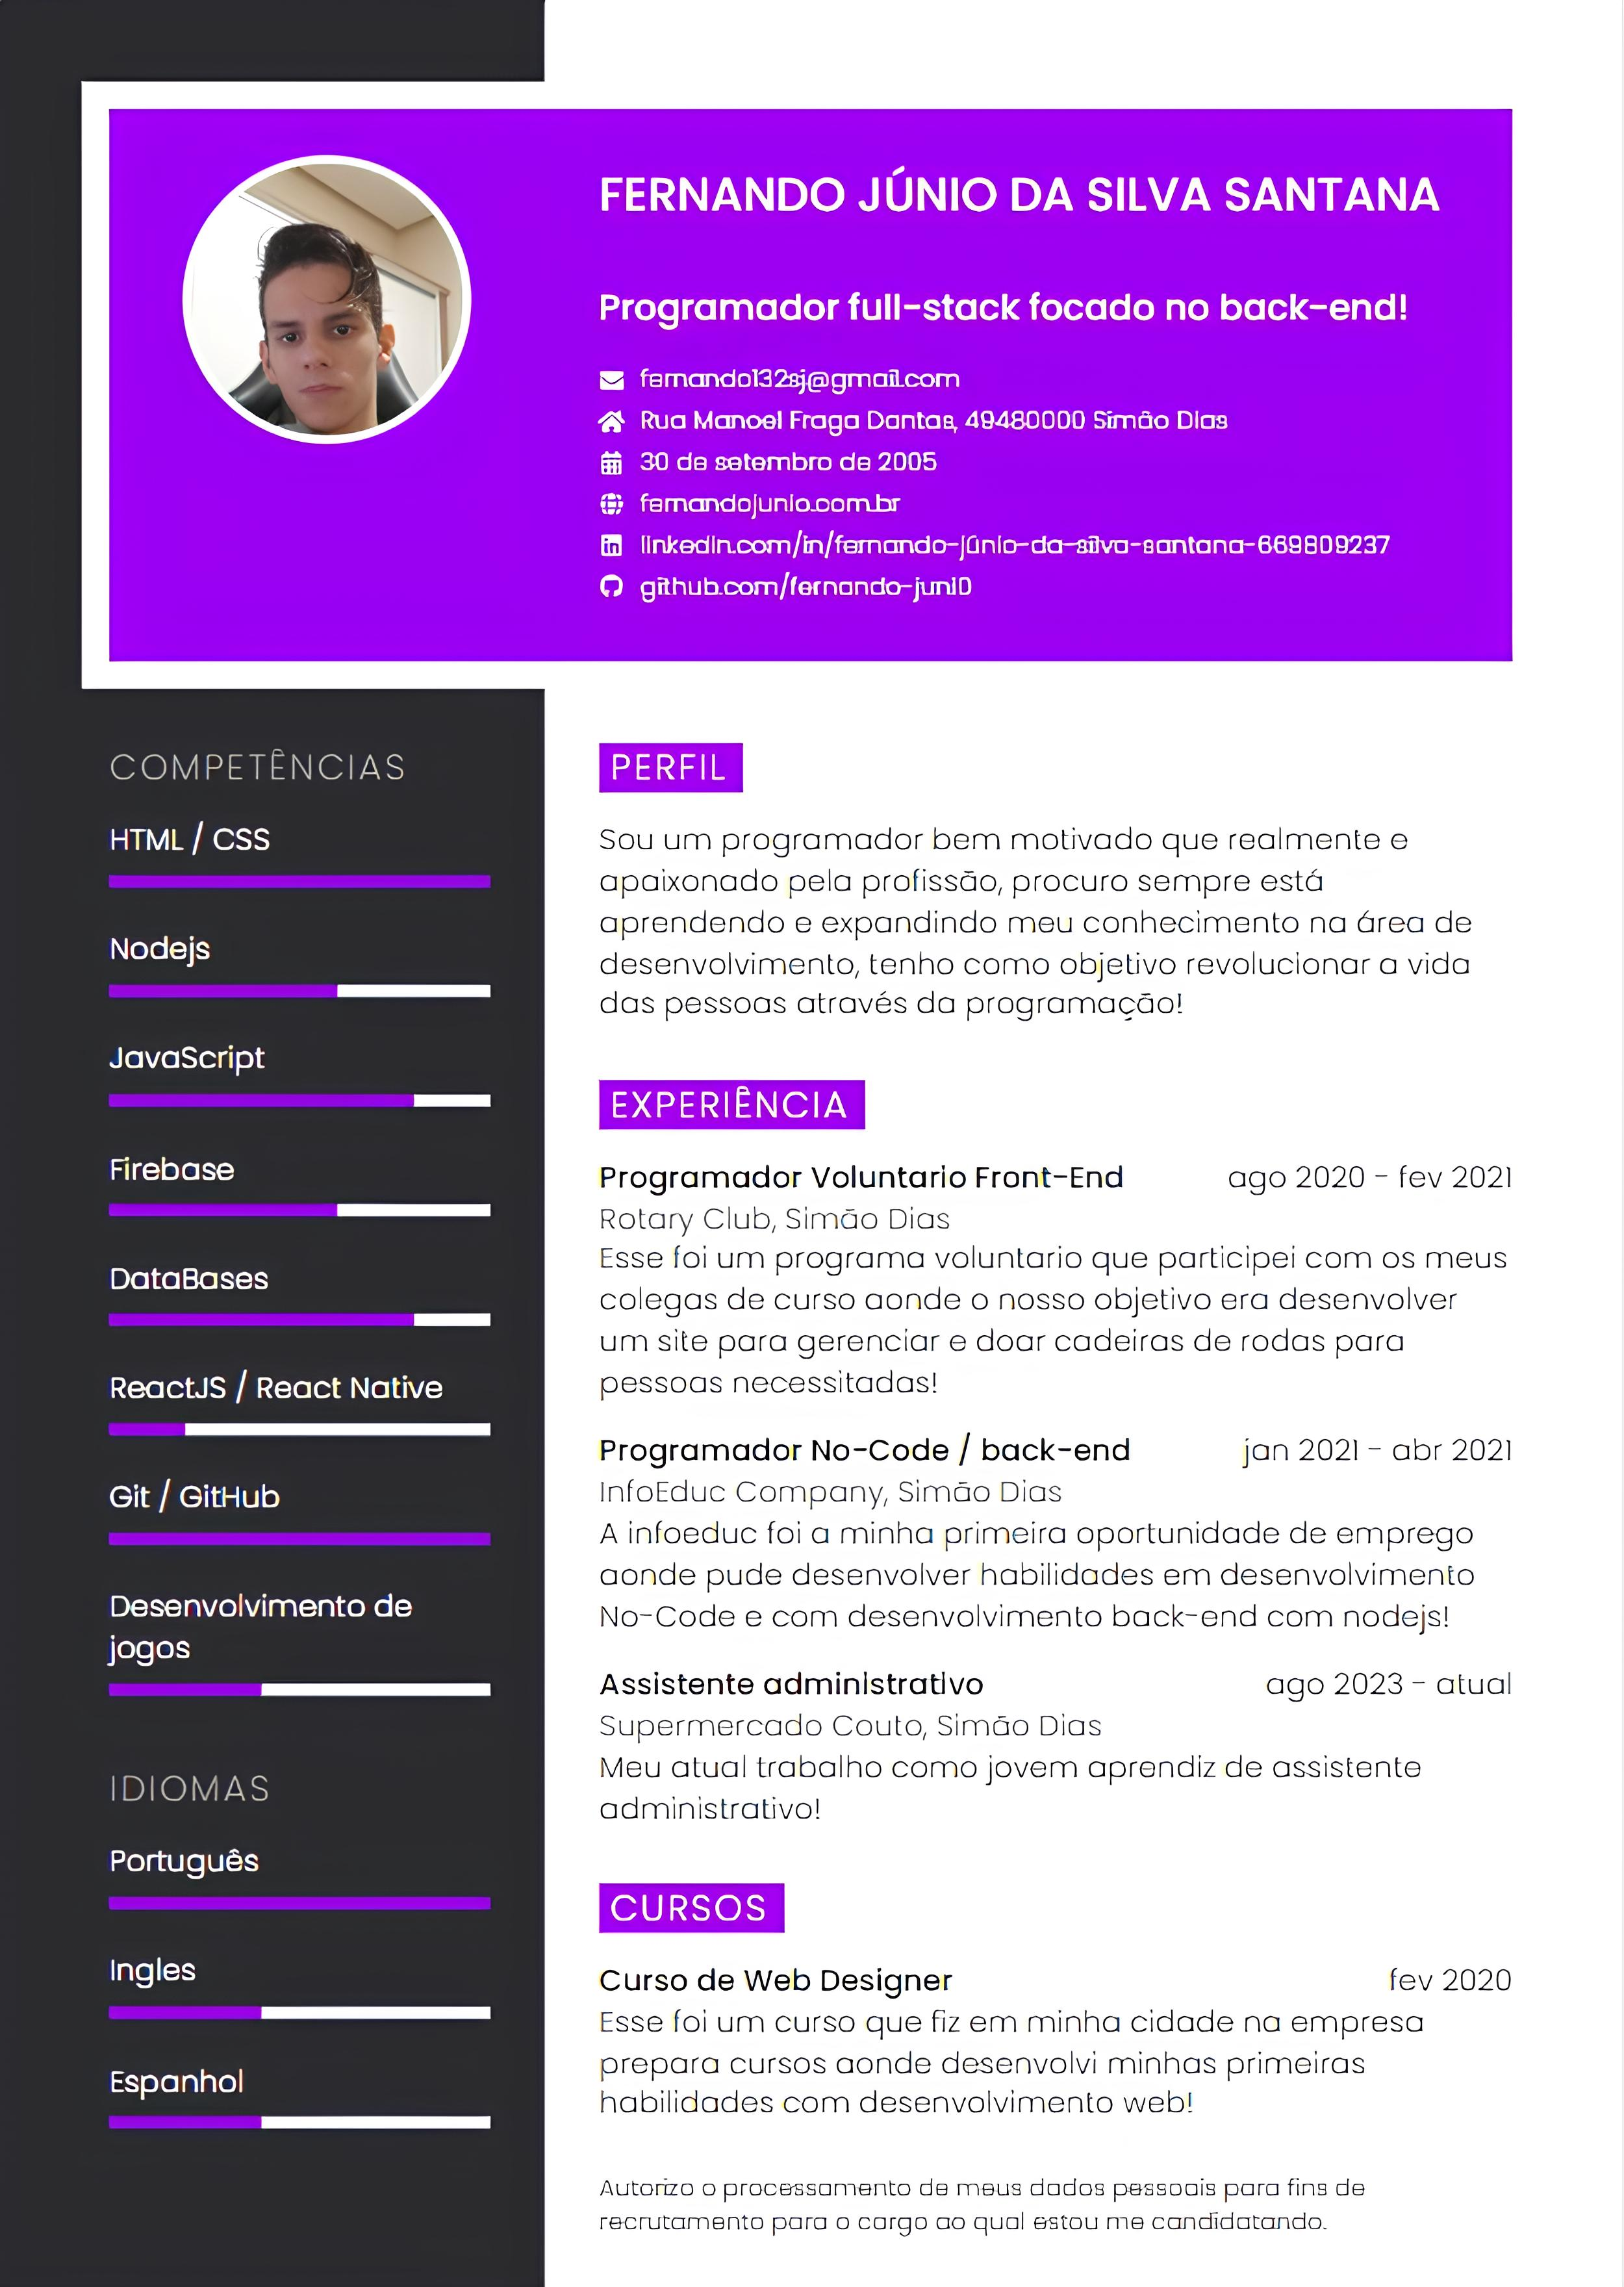 FERNANDO JÚNIO DA SILVA SANTANA
Programador full-stack focado no back-end!
fernando132sj@gmail.com
Rua Manoel Fraga Dantas, 49480000 Simão Dias
30 de setembro de 2005
fernandojunio.com.br
linkedin.com/in/fernando-júnio-da-silva-santana-669809237
github.com/fernando-juni0
COMPETÊNCIAS
HTML / CSS
Nodejs
JavaScript
Firebase
DataBases
ReactJS / React Native
Git / GitHub
Desenvolvimento de
jogos
IDIOMAS
Português
Ingles
Espanhol
PERFIL
Sou um programador bem motivado que realmente e
apaixonado pela profissão, procuro sempre está
aprendendo e expandindo meu conhecimento na área de
desenvolvimento, tenho como objetivo revolucionar a vida
das pessoas através da programação!
EXPERIÊNCIA
Programador Voluntario Front-End ago 2020 - fev 2021
Rotary Club, Simão Dias
Esse foi um programa voluntario que participei com os meus
colegas de curso aonde o nosso objetivo era desenvolver
um site para gerenciar e doar cadeiras de rodas para
pessoas necessitadas!
Programador No-Code / back-end jan 2021 - abr 2021
InfoEduc Company, Simão Dias
A infoeduc foi a minha primeira oportunidade de emprego
aonde pude desenvolver habilidades em desenvolvimento
No-Code e com desenvolvimento back-end com nodejs!
Assistente administrativo ago 2023 - atual
Supermercado Couto, Simão Dias
Meu atual trabalho como jovem aprendiz de assistente
administrativo!
CURSOS
Curso de Web Designer fev 2020
Esse foi um curso que fiz em minha cidade na empresa
prepara cursos aonde desenvolvi minhas primeiras
habilidades com desenvolvimento web!
Autorizo o processamento de meus dados pessoais para fins de
recrutamento para o cargo ao qual estou me candidatando.